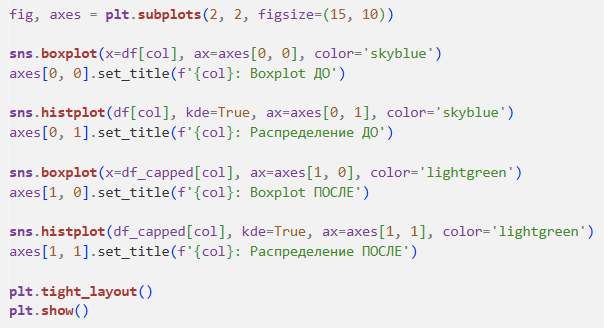 fig, axes = plt.subplots(2, 2, figsize=(15, 10))
sns.boxplot(x=df[col], ax=axes[0, 0], color='skyblue')
axes[0, 0].set_title(f'{col}: Boxplot ДО')
sns.histplot(df[col], kde=True, ax=axes[0, 1], color='skyblue')
axes[0, 1].set_title(f'{col}: Распределение ДО')
sns.boxplot(x=df_capped[col], ax=axes[1, 0], color='lightgreen')
axes[1, 0].set_title(f'{col}: Boxplot ПОСЛЕ')
sns.histplot(df_capped[col], kde=True, ax=axes[1, 1], color='lightgreen')
axes[1, 1].set_title(f'{col}: Распределение ПОСЛЕ')
plt.tight_layout()
plt.show()